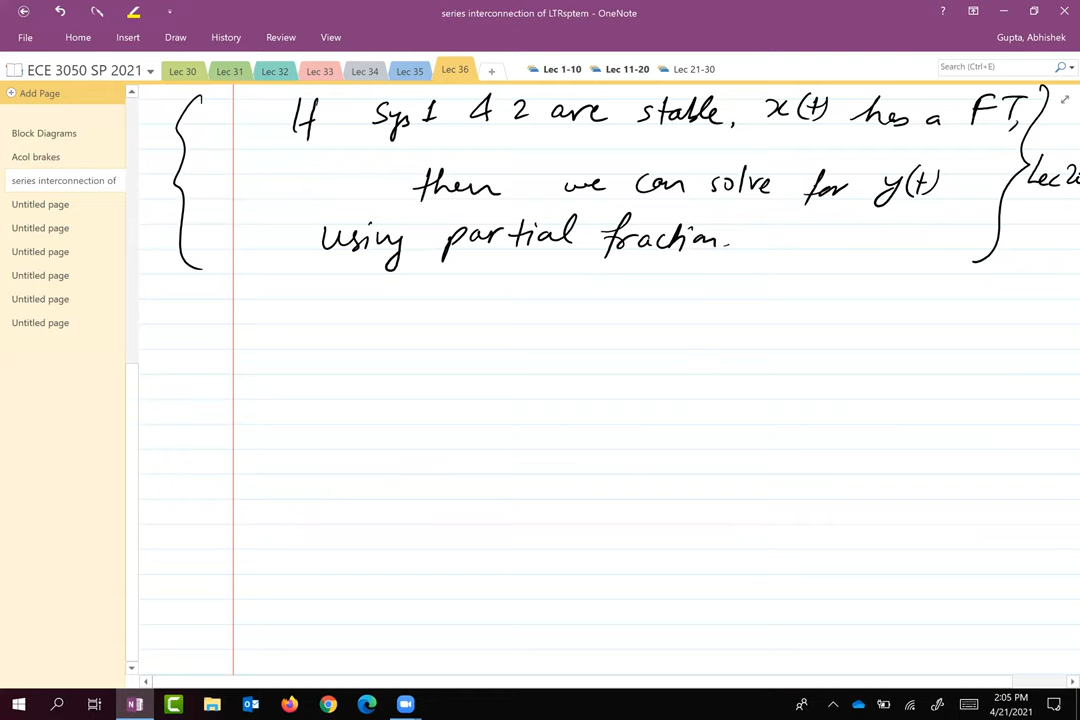 series interconnection of LTRsptem - OneNote
Gupta, Abhishek
File Home Insert Draw History Review View
ECE 3050 SP 2021
Lec 30 Lec 31 Lec 32 Lec 33 Lec 34 Lec 35 Lec 36
Lec 1-10 Lec 11-20 Lec 21-30
Search (Ctrl+E)
Add Page
Block Diagrams
Acol brakes
series interconnection of
Untitled page
Untitled page
Untitled page
Untitled page
Untitled page
Untitled page
If Sys 1 & 2 are stable, x(t) has a FT,
then we can solve for y(t)
using partial fraction.
2:05 PM
4/21/2021